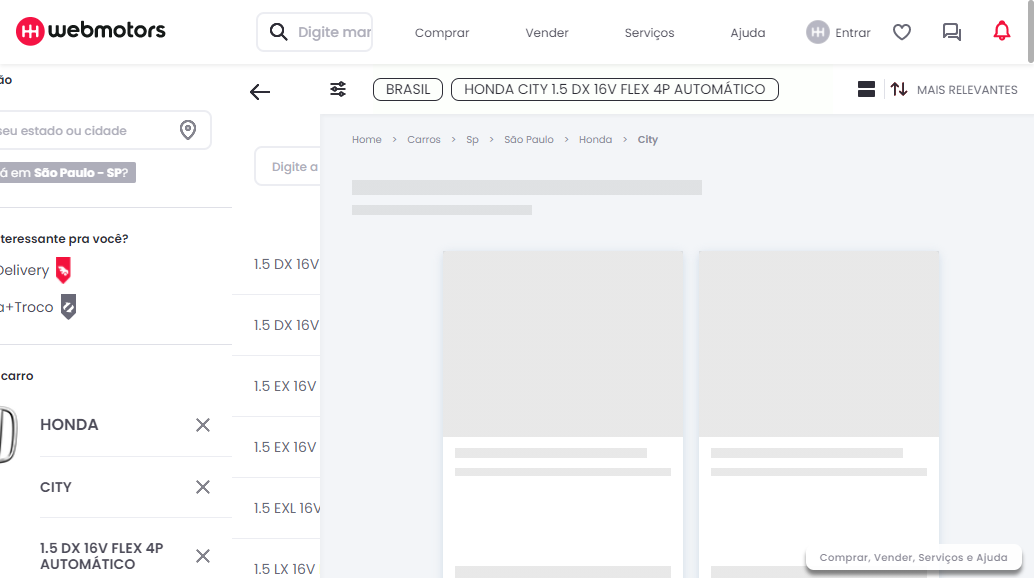 webmotors
Digite mar
Comprar
Vender
Serviços
Ajuda
Entrar
ão
seu estado ou cidade
á em São Paulo - SP?
teressante pra você?
Delivery
a+Troco
carro
HONDA
CITY
1.5 DX 16V FLEX 4P
AUTOMÁTICO
Digite a
1.5 DX 16V
1.5 DX 16V
1.5 EX 16V
1.5 EX 16V
1.5 EXL 16V
1.5 LX 16V
BRASIL
HONDA CITY 1.5 DX 16V FLEX 4P AUTOMÁTICO
MAIS RELEVANTES
Home > Carros > Sp > São Paulo > Honda > City
Comprar, Vender, Serviços e Ajuda